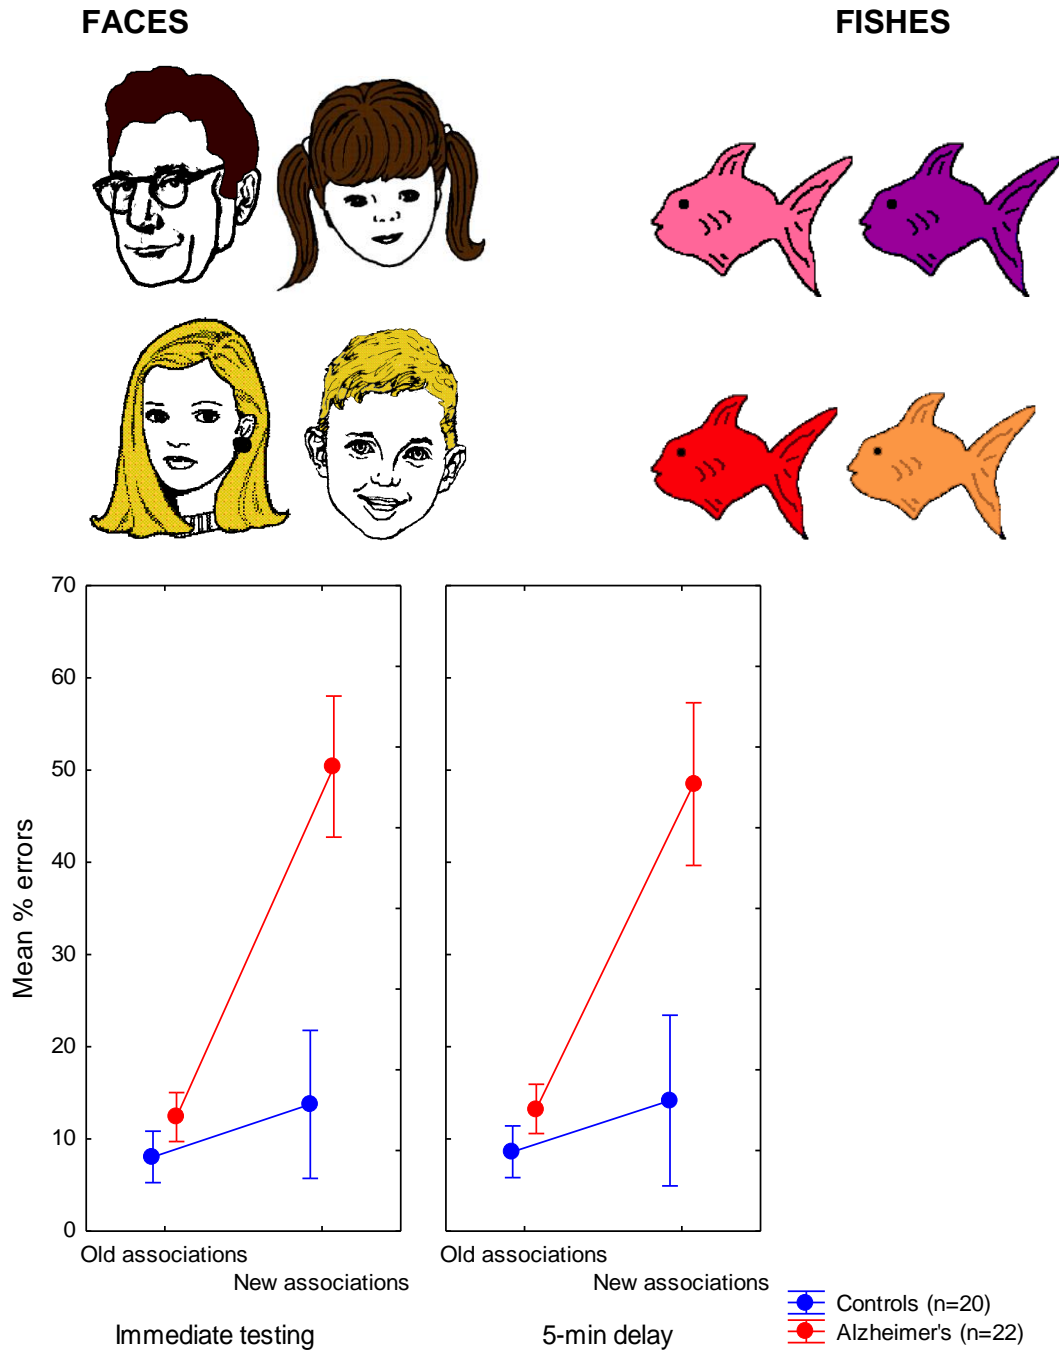 FACES
FISHES
70
60
50
40
30
20
10
0
Mean % errors
Old associations
New associations
Old associations
New associations
Immediate testing
5-min delay
Controls (n=20)
Alzheimer's (n=22)